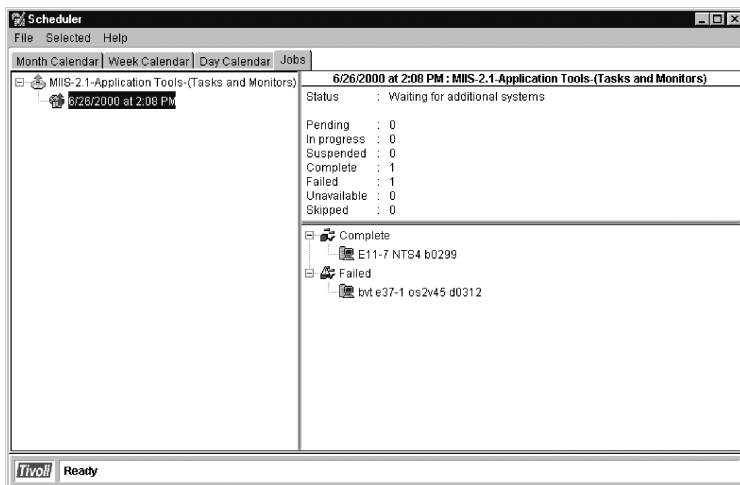 Scheduler
File Selected Help
Month Calendar Week Calendar Day Calendar Jobs
MIIS-2.1-Application Tools-(Tasks and Monitors)
6/26/2000 at 2:08 PM
6/26/2000 at 2:08 PM : MIIS-2.1-Application Tools-(Tasks and Monitors)
Status : Waiting for additional systems
Pending : 0
In progress : 0
Suspended : 0
Complete : 1
Failed : 1
Unavailable : 0
Skipped : 0
Complete
E11-7 NTS4 b0299
Failed
bvt e37-1 os2v45 d0312
Tivoli Ready